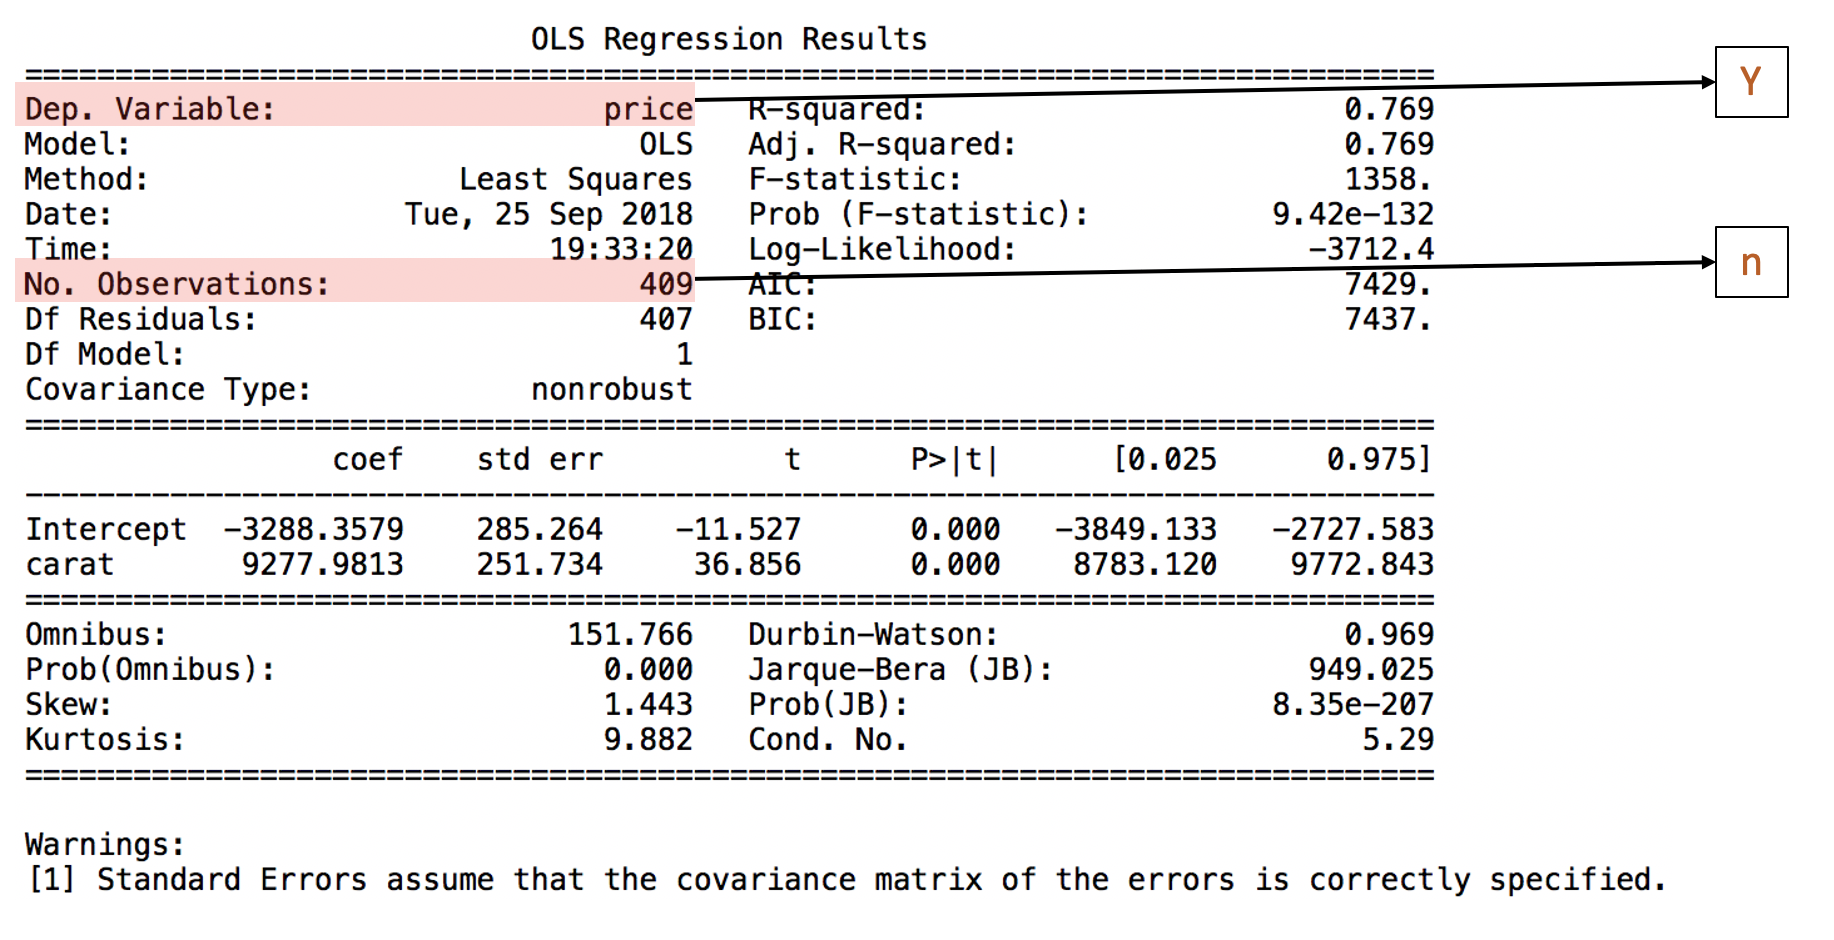 OLS Regression Results
==============================================================================
Dep. Variable:                  price   R-squared:                       0.769
Y
Model:                            OLS   Adj. R-squared:                  0.769
Method:                 Least Squares   F-statistic:                     1358.
Date:                Tue, 25 Sep 2018   Prob (F-statistic):          9.42e-132
Time:                        19:33:20   Log-Likelihood:                -3712.4
No. Observations:                 409   AIC:                             7429.
n
Df Residuals:                     407   BIC:                             7437.
Df Model:                           1
Covariance Type:            nonrobust
==============================================================================
coef    std err          t      P>|t|      [0.025      0.975]
------------------------------------------------------------------------------
Intercept  -3288.3579    285.264    -11.527      0.000   -3849.133   -2727.583
carat       9277.9813    251.734     36.856      0.000    8783.120    9772.843
==============================================================================
Omnibus:                      151.766   Durbin-Watson:                   0.969
Prob(Omnibus):                  0.000   Jarque-Bera (JB):              949.025
Skew:                           1.443   Prob(JB):                    8.35e-207
Kurtosis:                       9.882   Cond. No.                         5.29
==============================================================================
Warnings:
[1] Standard Errors assume that the covariance matrix of the errors is correctly specified.